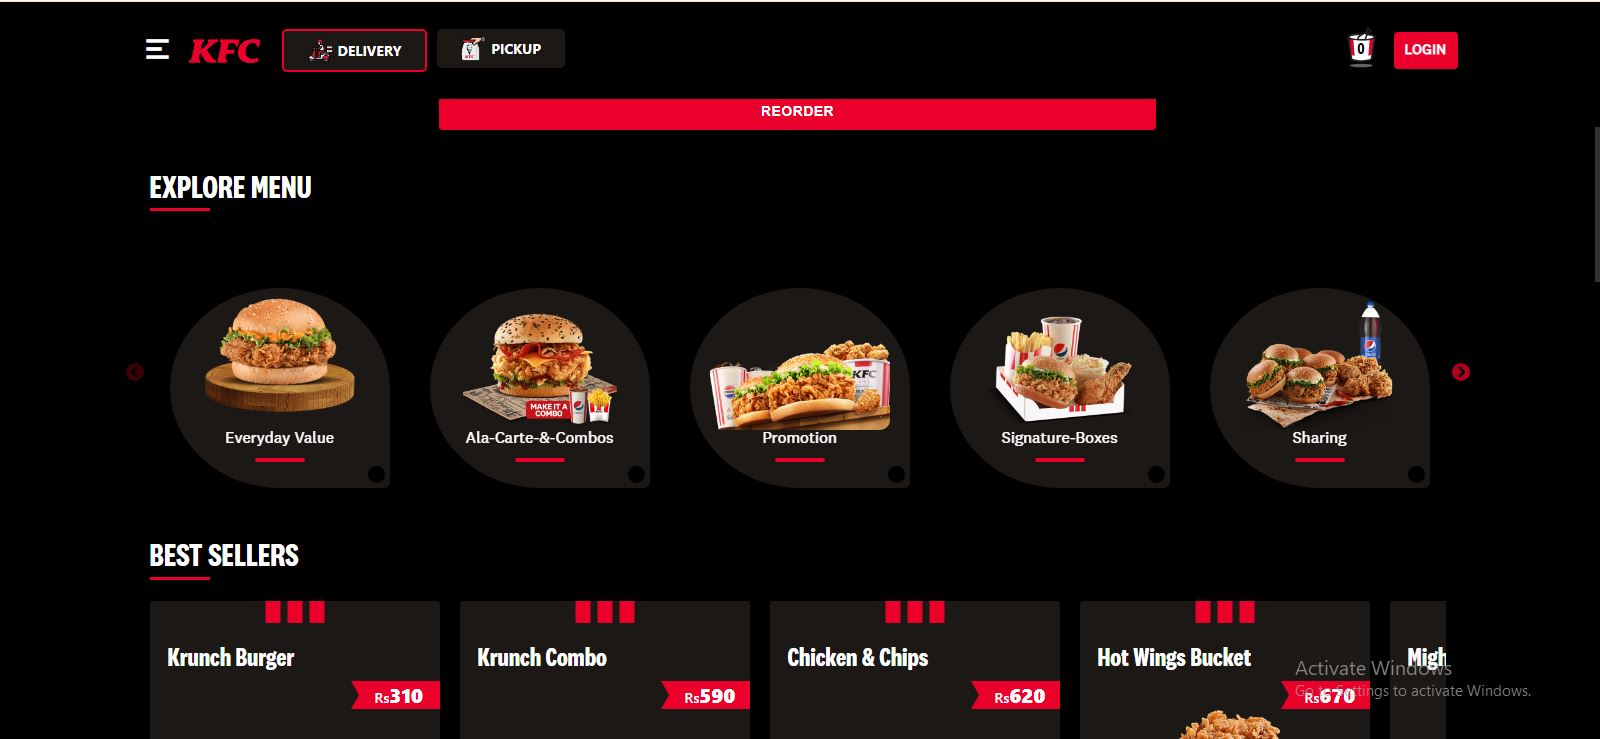 KFC
DELIVERY
PICKUP
0
LOGIN
REORDER
EXPLORE MENU
MAKE IT A
COMBO
KFC
Everyday Value
Ala-Carte-&-Combos
Promotion
Signature-Boxes
Sharing
BEST SELLERS
Krunch Burger
Krunch Combo
Chicken & Chips
Hot Wings Bucket
Migh
Rs310
Rs590
Rs620
Rs670
Activate Windows
Go to Settings to activate Windows.